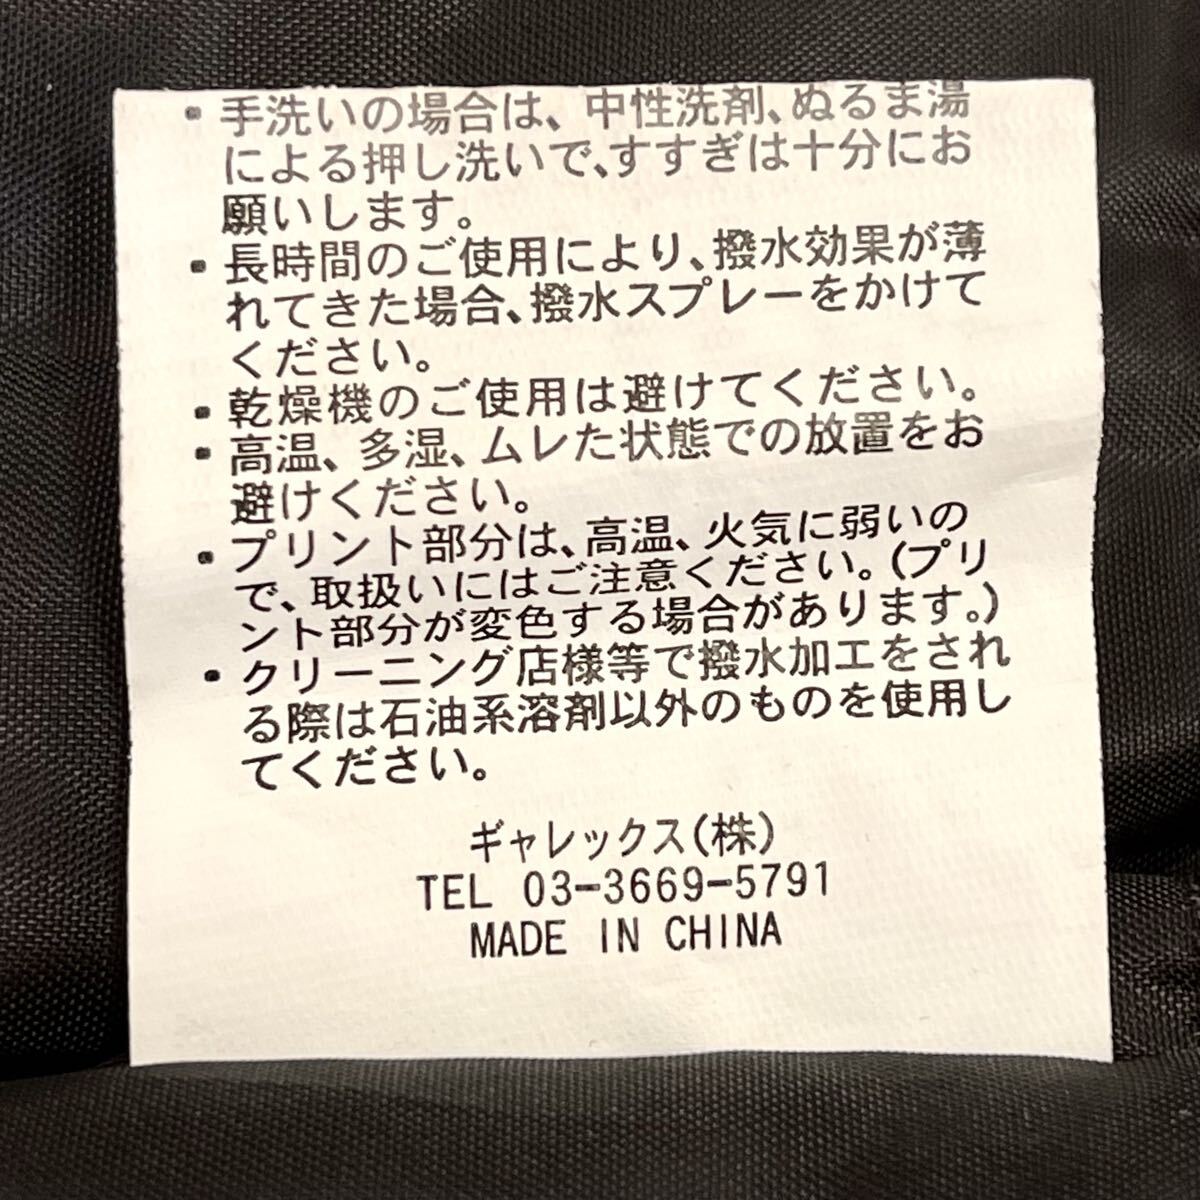 ・手洗いの場合は、中性洗剤、ぬるま湯
による押し洗いで、すすぎは十分にお
願いします。
・長時間のご使用により、撥水効果が薄
れてきた場合、撥水スプレーをかけて
ください。
・乾燥機のご使用は避けてください。
・高温、多湿、ムレた状態での放置をお
避けください。
・プリント部分は、高温、火気に弱いの
で、取扱いにはご注意ください。(プリ
ント部分が変色する場合があります。)
・クリーニング店様等で撥水加工をされ
る際は石油系溶剤以外のものを使用し
てください。
ギャレックス(株)
TEL 03-3669-5791
MADE IN CHINA